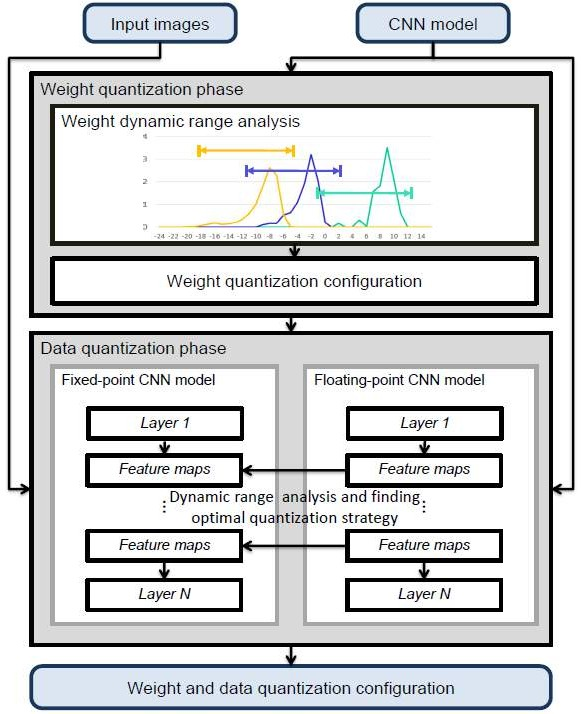 Input images
CNN model
Weight quantization phase
Weight dynamic range analysis
4
3
2
1
0
-24 -22 -20 -18 -16 -14 -12 -10 -8 -6 -4 -2 0 2 4 6 8 10 12 14
Weight quantization configuration
Data quantization phase
Fixed-point CNN model
Floating-point CNN model
Layer 1
Layer 1
Feature maps
Feature maps
Dynamic range analysis and finding
optimal quantization strategy
Feature maps
Feature maps
Layer N
Layer N
Weight and data quantization configuration